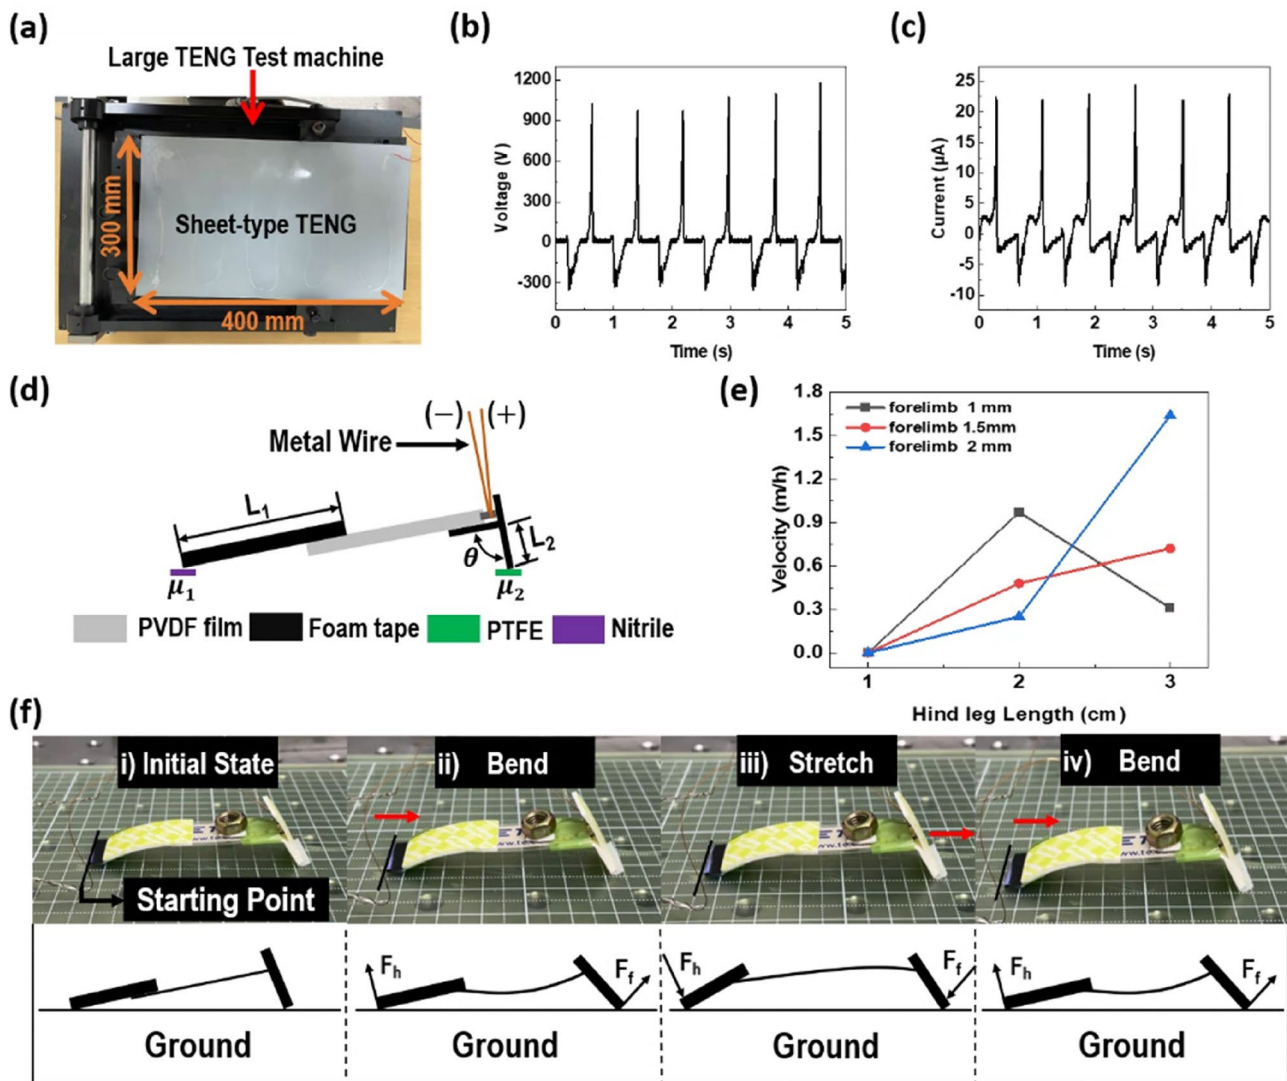 (a)
Large TENG Test machine
300 mm
Sheet-type TENG
400 mm
(b)
1200
900
600
300
0
-300
Voltage (V)
0 1 2 3 4 5
Time (s)
(c)
25
20
15
10
5
0
-5
-10
Current (μA)
0 1 2 3 4 5
Time (s)
(d)
(−) (+)
Metal Wire
L1
L2
θ
μ1
μ2
PVDF film Foam tape PTFE Nitrile
(e)
1.8
1.5
1.2
0.9
0.6
0.3
0.0
Velocity (m/h)
forelimb 1 mm
forelimb 1.5mm
forelimb 2 mm
1 2 3
Hind leg Length (cm)
(f)
i) Initial State
ii) Bend
iii) Stretch
iv) Bend
Starting Point
Fh Ff
Fh Ff
Fh Ff
Ground
Ground
Ground
Ground